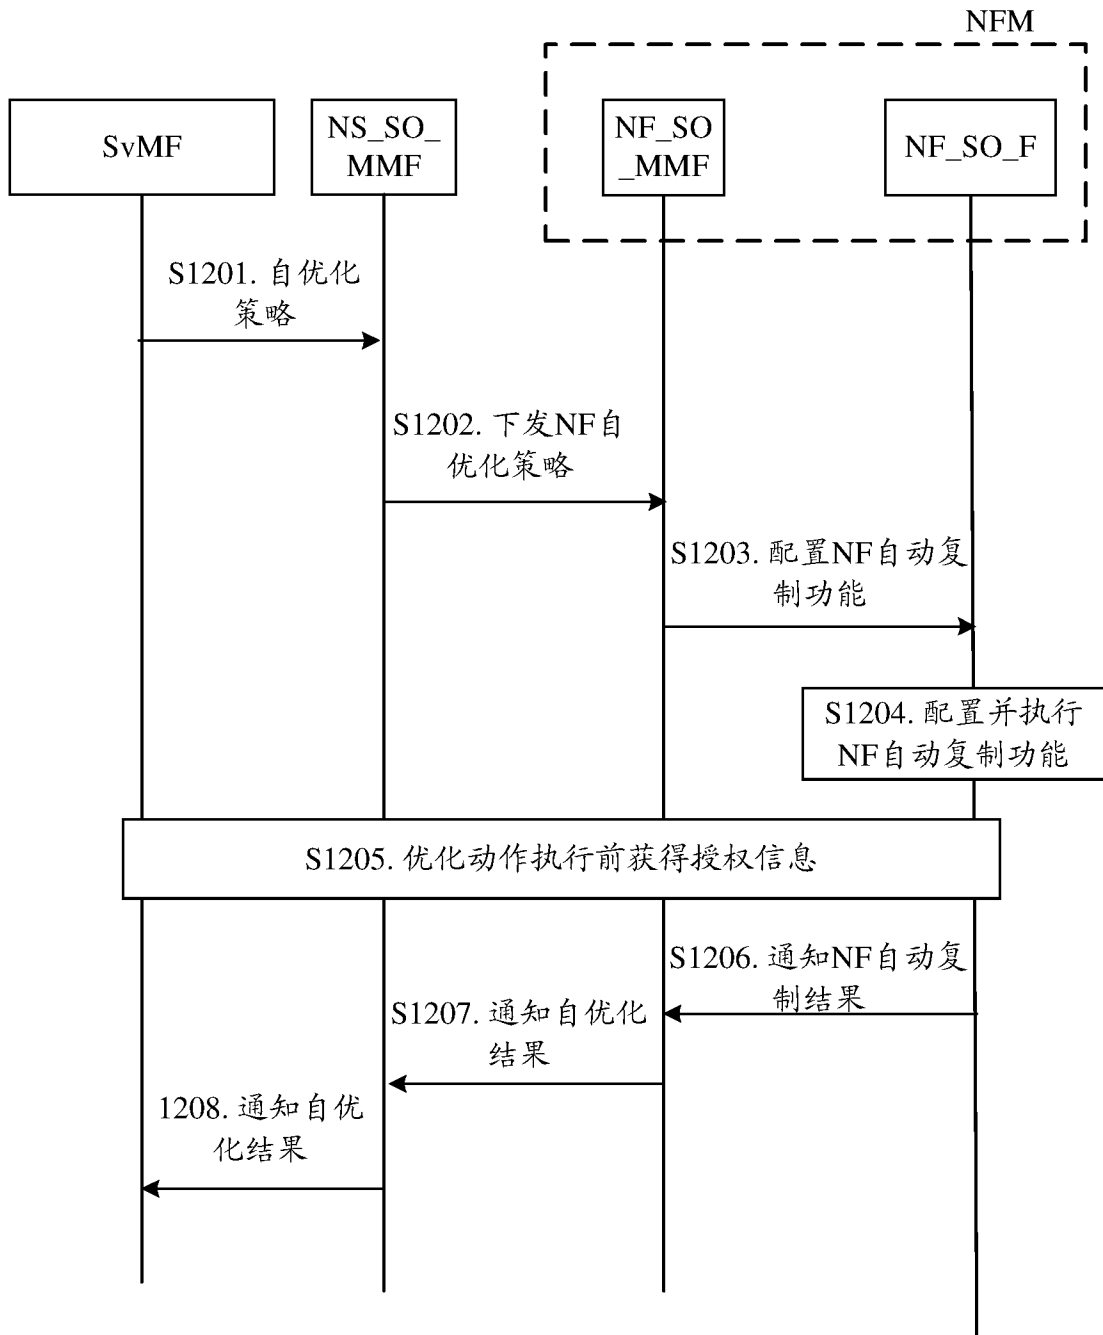 NFM
SvMF
NS_SO_
MMF
NF_SO
_MMF
NF_SO_F
S1201. 自优化
策略
S1202. 下发NF自
优化策略
S1203. 配置NF自动复
制功能
S1204. 配置并执行
NF自动复制功能
S1205. 优化动作执行前获得授权信息
S1206. 通知NF自动复
制结果
S1207. 通知自优化
结果
1208. 通知自优
化结果